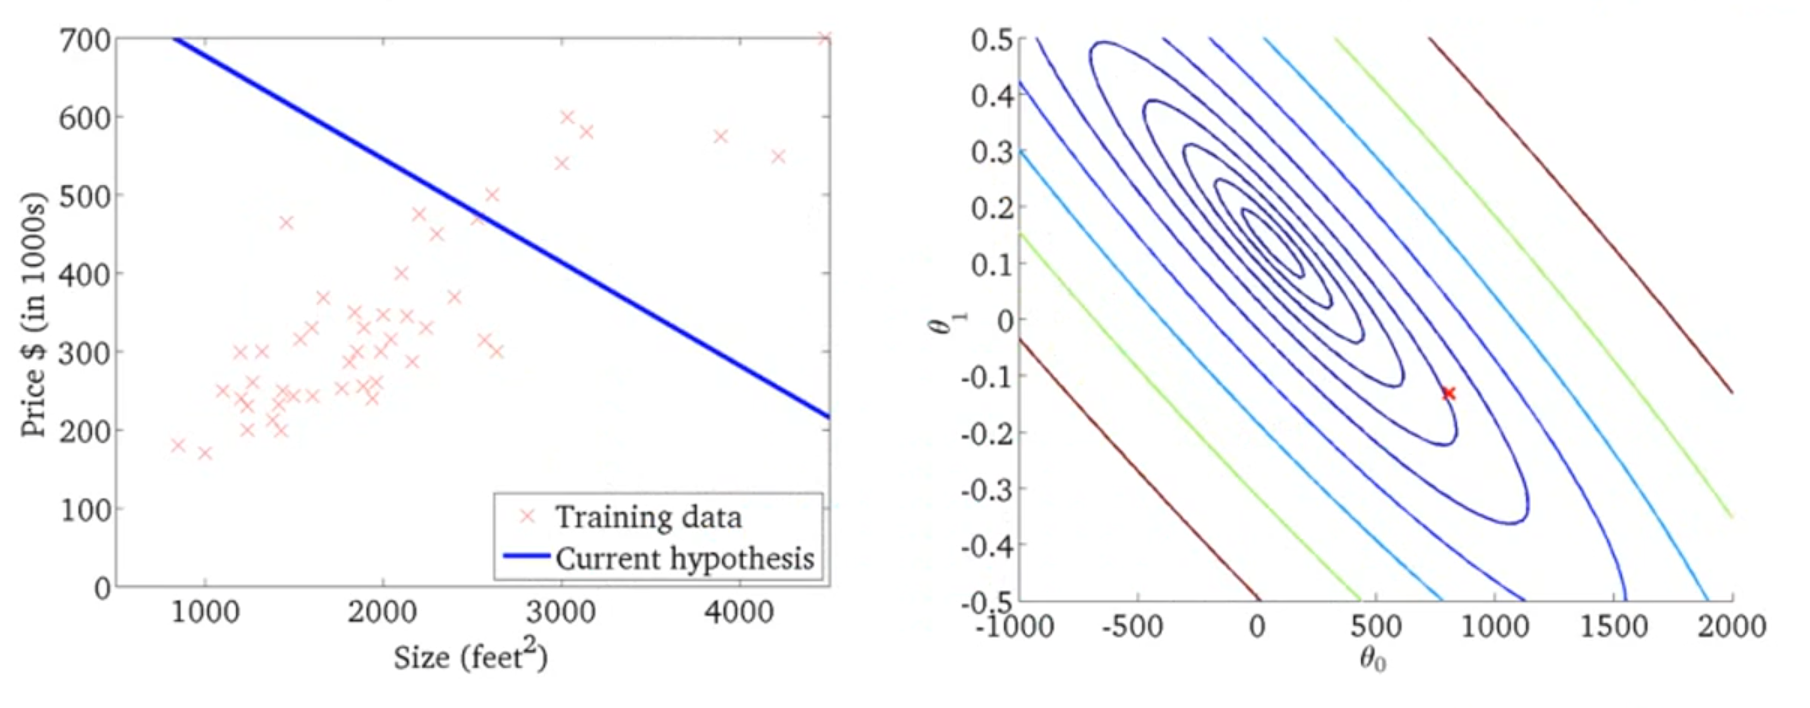 700
600
500
400
300
200
100
0
Price $ (in 1000s)
1000 2000 3000 4000
Size (feet²)
Training data
Current hypothesis
0.5
0.4
0.3
0.2
0.1
0
-0.1
-0.2
-0.3
-0.4
-0.5
θ₁
-1000 -500 0 500 1000 1500 2000
θ₀